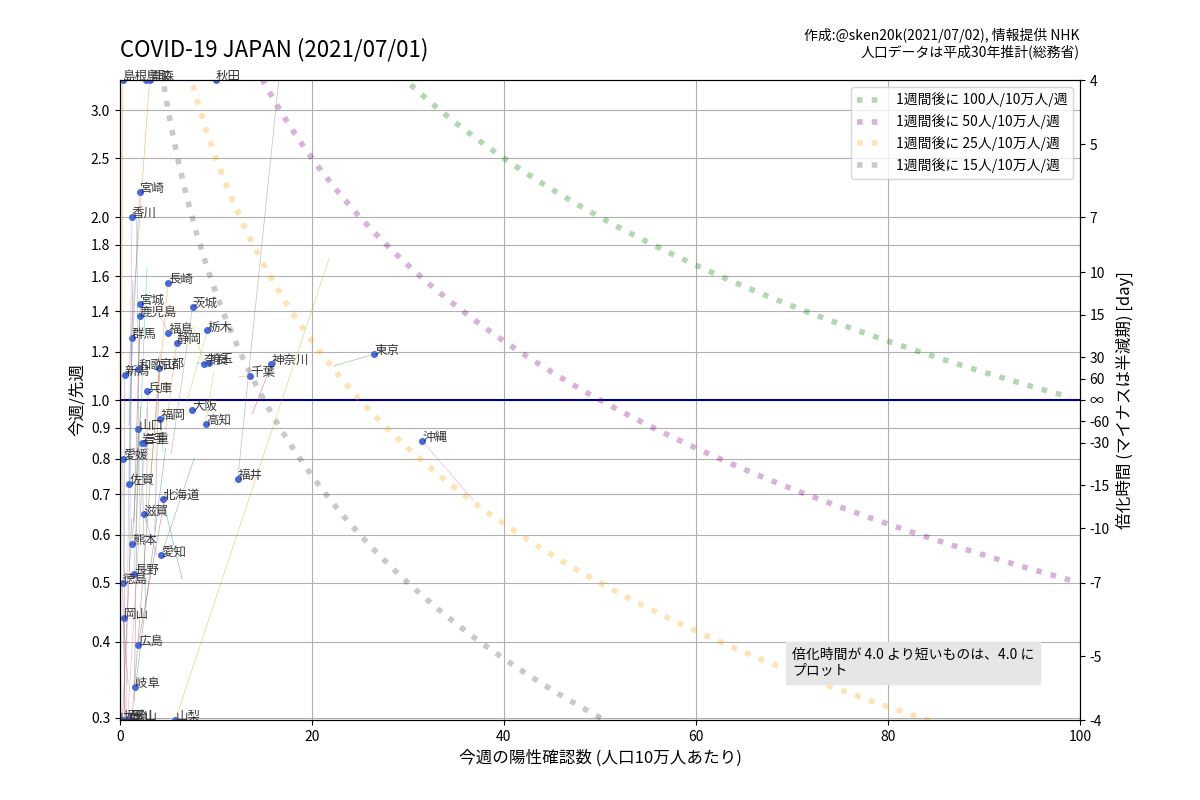 COVID-19 JAPAN (2021/07/01)
作成:@sken20k(2021/07/02), 情報提供 NHK
人口データは平成30年推計(総務省)
秋田
1週間後に 100人/10万人/週
1週間後に 50人/10万人/週
1週間後に 25人/10万人/週
1週間後に 15人/10万人/週
宮崎
香川
長崎
宮城
茨城
鹿児島
福島
栃木
群馬
静岡
東京
神奈川
和歌山
千葉
新潟
兵庫
大阪
福岡
高知
山口
沖縄
愛媛
福井
佐賀
北海道
滋賀
熊本
愛知
長野
徳島
岡山
広島
岐阜
山梨
倍化時間が 4.0 より短いものは、4.0 に
プロット
3.0
2.5
2.0
1.8
1.6
1.4
1.2
1.0
0.9
0.8
0.7
0.6
0.5
0.4
0.3
今週/先週
4
5
7
10
15
30
60
∞
-60
-30
-15
-10
-7
-5
-4
倍化時間 (マイナスは半減期) [day]
0
20
40
60
80
100
今週の陽性確認数 (人口10万人あたり)